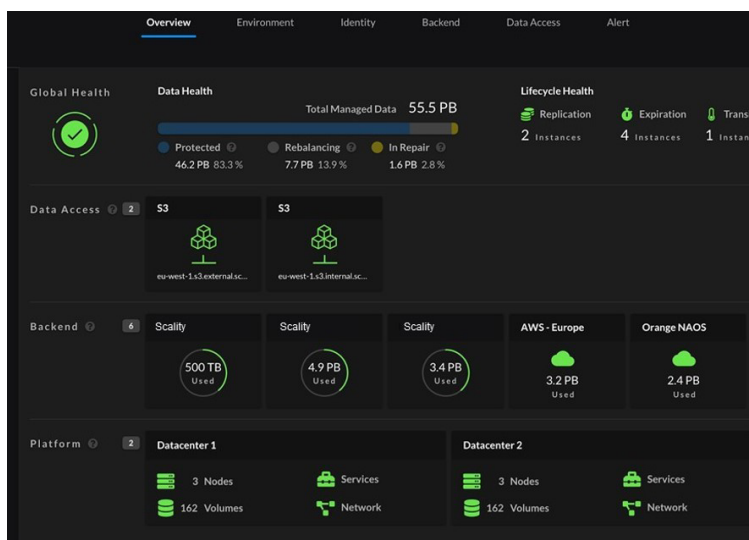 Overview Environment Identity Backend Data Access Alert
Global Health
Data Health
Total Managed Data 55.5 PB
Protected ? Rebalancing ? In Repair ?
46.2 PB 83.3 % 7.7 PB 13.9 % 1.6 PB 2.8 %
Lifecycle Health
Replication Expiration Trans
2 Instances 4 Instances 1 Instan
Data Access ? 2
S3 S3
eu-west-1.s3.external.sc... eu-west-1.s3.internal.sc...
Backend ? 6
Scality Scality Scality AWS - Europe Orange NAOS
500 TB 4.9 PB 3.4 PB 3.2 PB 2.4 PB
Used Used Used Used Used
Platform ? 2
Datacenter 1 Datacenter 2
3 Nodes Services 3 Nodes Services
162 Volumes Network 162 Volumes Network